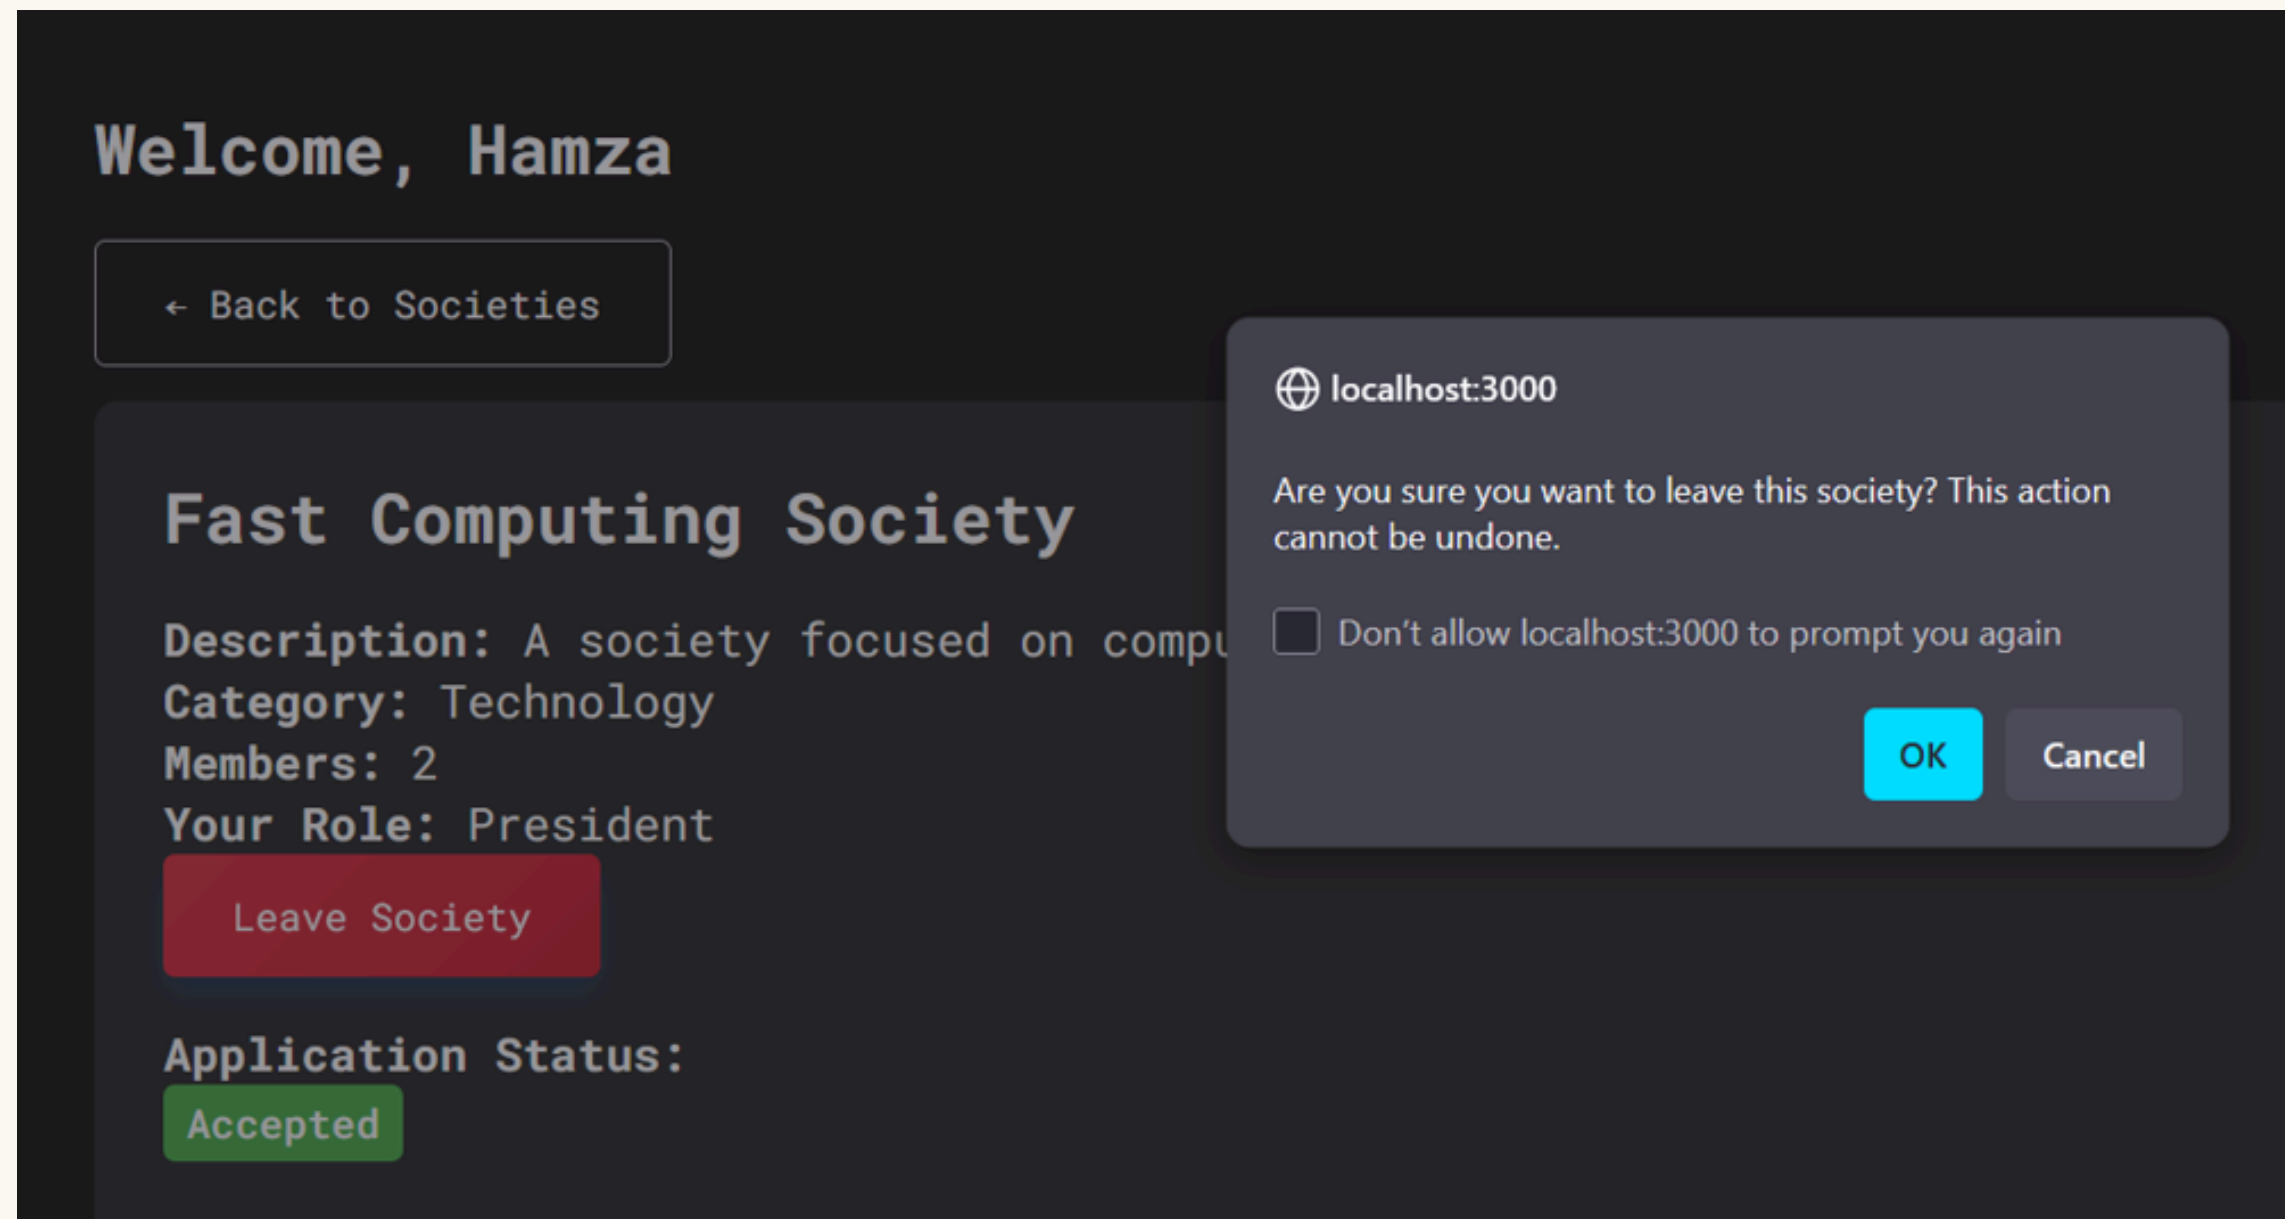 Welcome, Hamza
← Back to Societies
Fast Computing Society
Description: A society focused on
Category: Technology
Members: 2
Your Role: President
Leave Society
Application Status:
Accepted
localhost:3000
Are you sure you want to leave this society? This action
cannot be undone.
Don't allow localhost:3000 to prompt you again
OK
Cancel